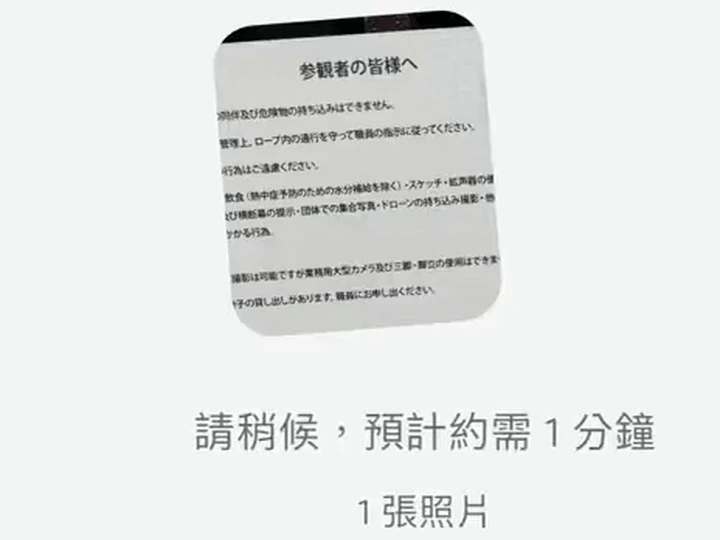 参観者の皆様へ
の同伴及び危険物の持ち込みはできません。
管理上、ロープ内の通行を守って職員の指示に従ってください。
行為はご遠慮ください。
飲食（熱中症予防のための水分補給を除く）・スケッチ・拡声器の使
及び横断幕の提示・団体での集合写真・ドローンの持ち込み撮影・他
かかる行為。
撮影は可能ですが業務用大型カメラ及び三脚・脚立の使用はできま
子の貸し出しがあります。職員にお申し出ください。
請稍候，預計約需 1 分鐘
1 張照片